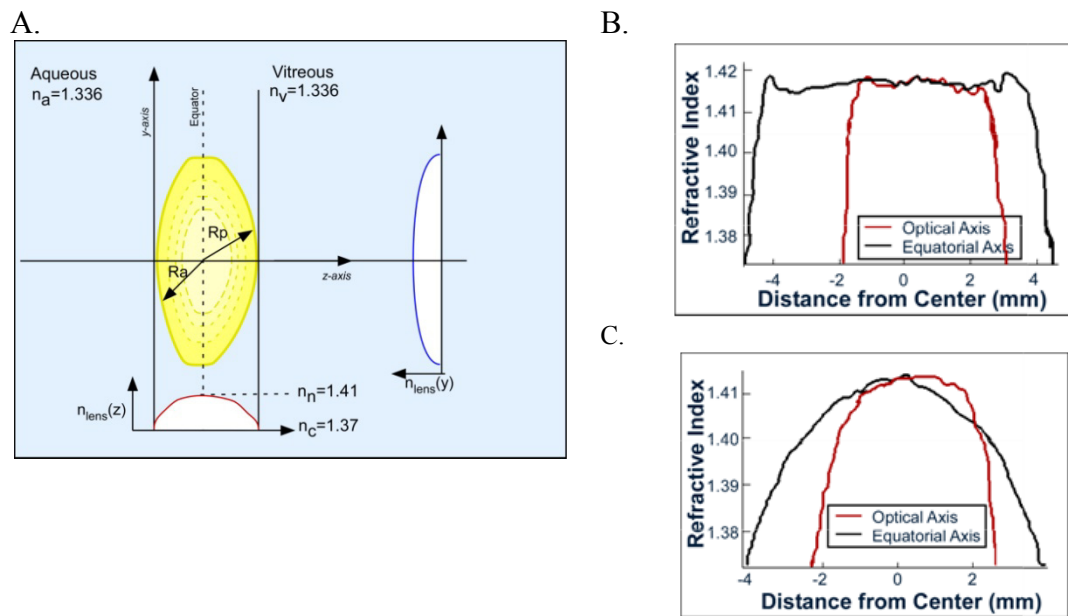 A.
Aqueous
nₐ=1.336
Vitreous
nᵥ=1.336
y-axis
Equator
Rp
Ra
z-axis
n_lens(z)
n_n=1.41
n_c=1.37
n_lens(y)
B.
Refractive Index
1.42
1.41
1.40
1.39
1.38
Optical Axis
Equatorial Axis
-4 -2 0 2 4
Distance from Center (mm)
C.
Refractive Index
1.41
1.40
1.39
1.38
Optical Axis
Equatorial Axis
-4 -2 0 2
Distance from Center (mm)